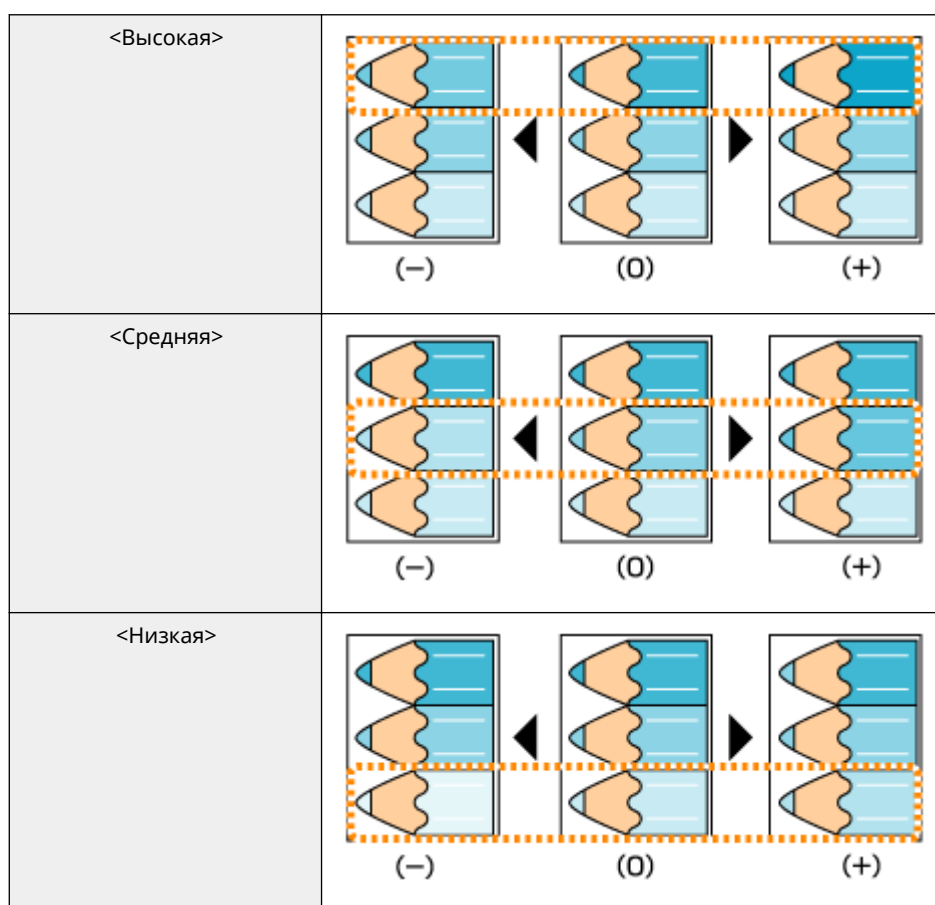 <Высокая>
(−) (0) (+)
<Средняя>
(−) (0) (+)
<Низкая>
(−) (0) (+)